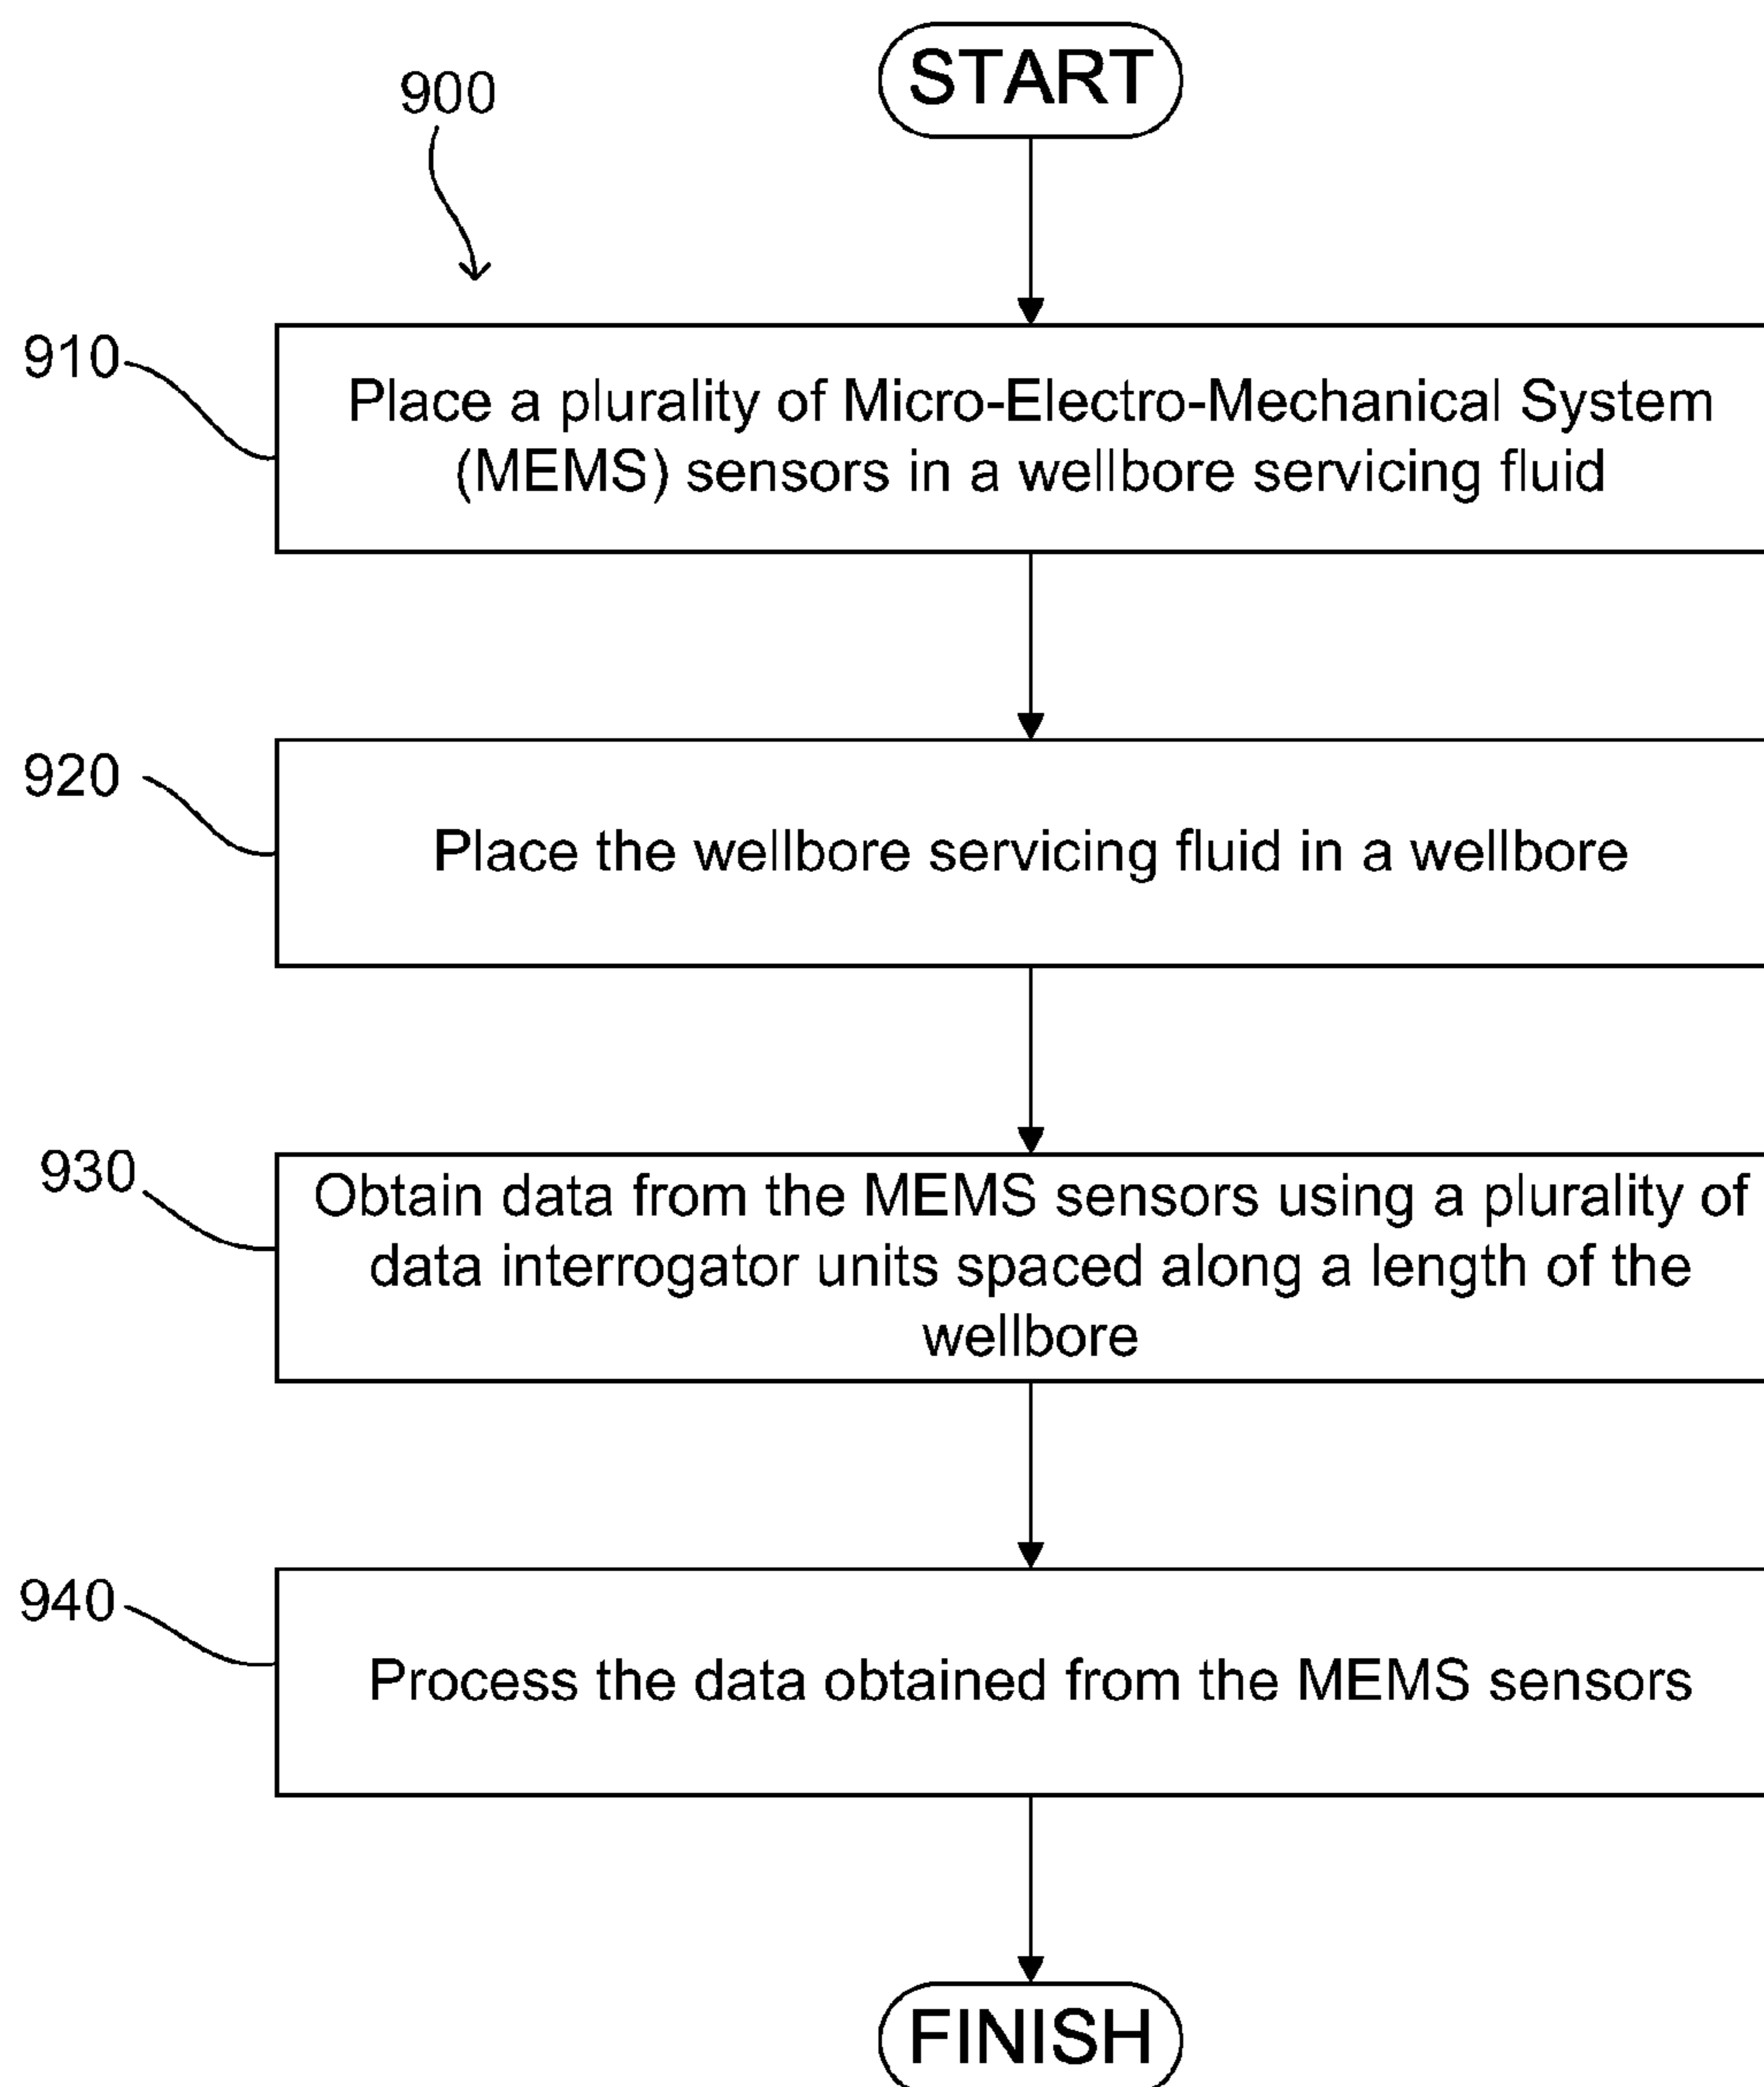 START
900
910
Place a plurality of Micro-Electro-Mechanical System
(MEMS) sensors in a wellbore servicing fluid
920
Place the wellbore servicing fluid in a wellbore
930
Obtain data from the MEMS sensors using a plurality of
data interrogator units spaced along a length of the
wellbore
940
Process the data obtained from the MEMS sensors
FINISH